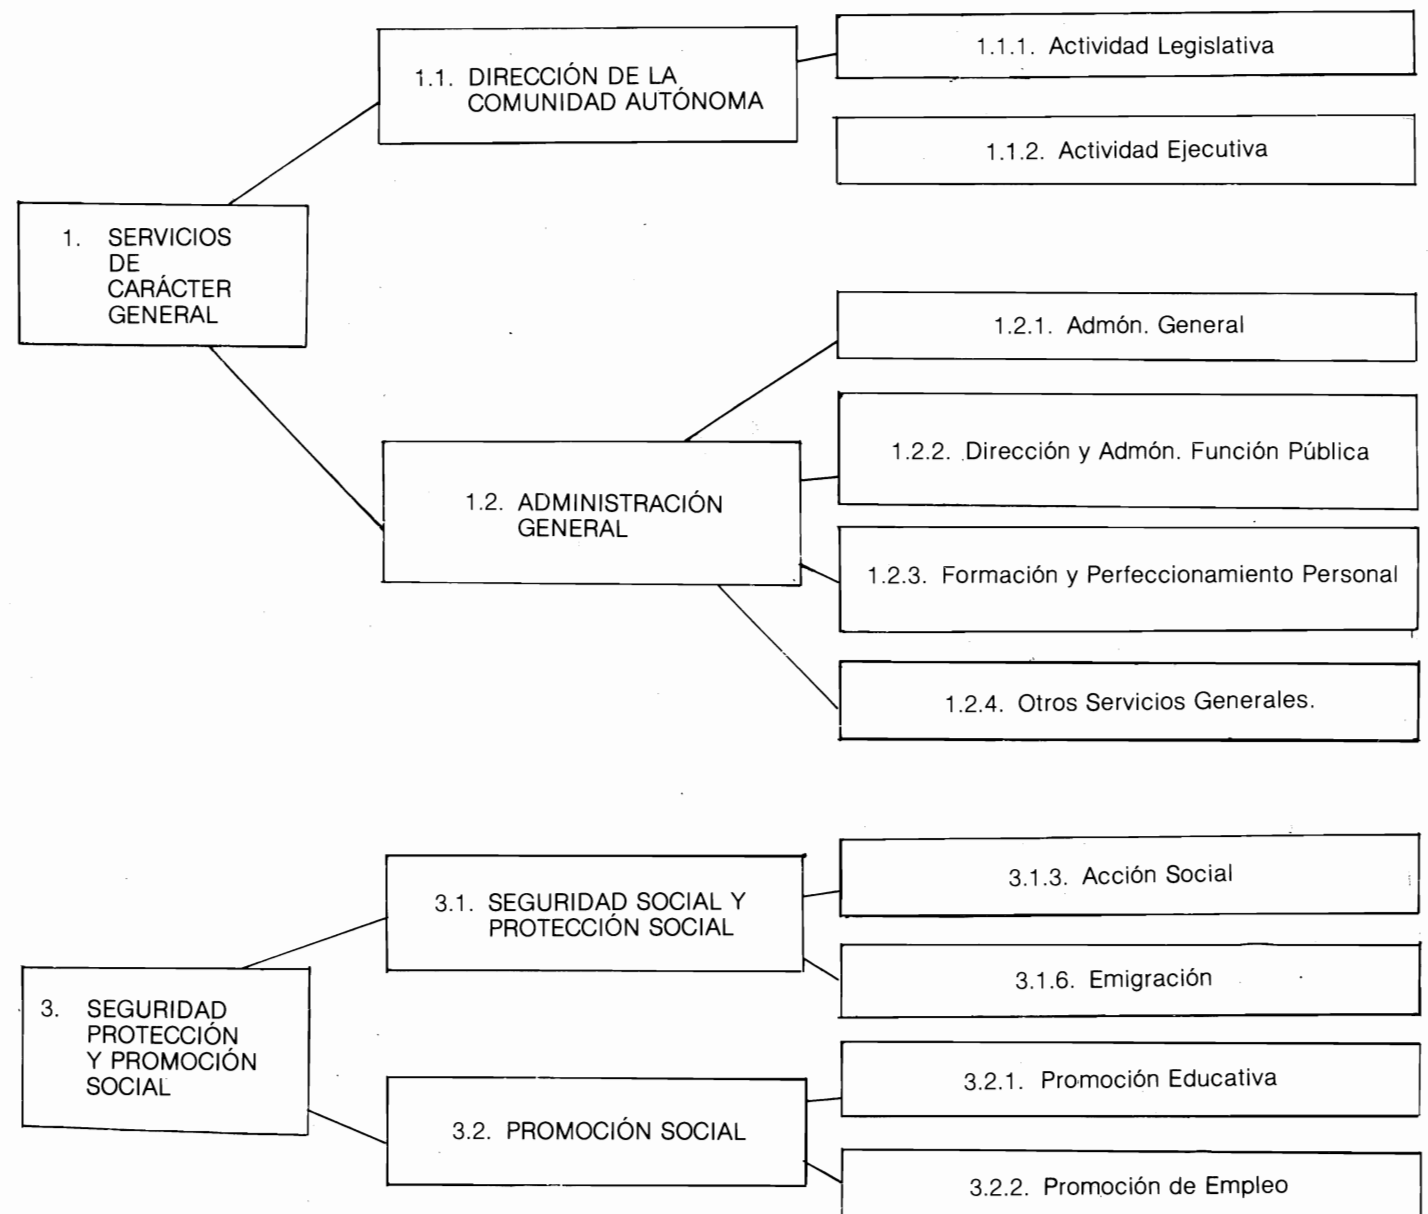 1. SERVICIOS
DE
CARÁCTER
GENERAL
1.1. DIRECCIÓN DE LA
COMUNIDAD AUTÓNOMA
1.1.1. Actividad Legislativa
1.1.2. Actividad Ejecutiva
1.2. ADMINISTRACIÓN
GENERAL
1.2.1. Admón. General
1.2.2. Dirección y Admón. Función Pública
1.2.3. Formación y Perfeccionamiento Personal
1.2.4. Otros Servicios Generales.
3. SEGURIDAD
PROTECCIÓN
Y PROMOCIÓN
SOCIAL
3.1. SEGURIDAD SOCIAL Y
PROTECCIÓN SOCIAL
3.1.3. Acción Social
3.1.6. Emigración
3.2. PROMOCIÓN SOCIAL
3.2.1. Promoción Educativa
3.2.2. Promoción de Empleo